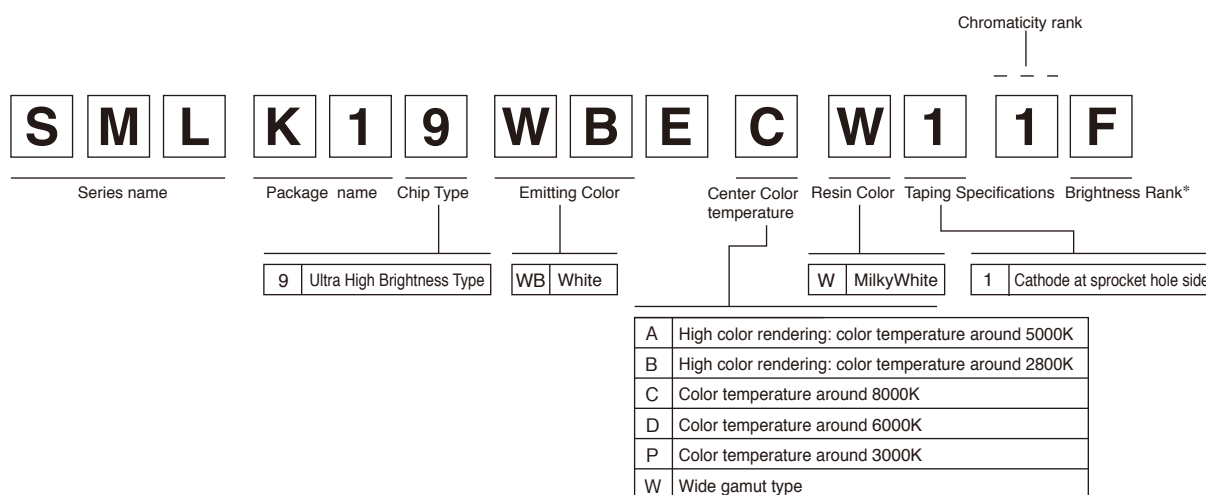 Chromaticity rank
S M L K 1 9 W B E C W 1 1 F
Series name
Package name
Chip Type
Emitting Color
Center Color
temperature
Resin Color
Taping Specifications
Brightness Rank*
9 Ultra High Brightness Type
WB White
W MilkyWhite
1 Cathode at sprocket hole side
A High color rendering: color temperature around 5000K
B High color rendering: color temperature around 2800K
C Color temperature around 8000K
D Color temperature around 6000K
P Color temperature around 3000K
W Wide gamut type